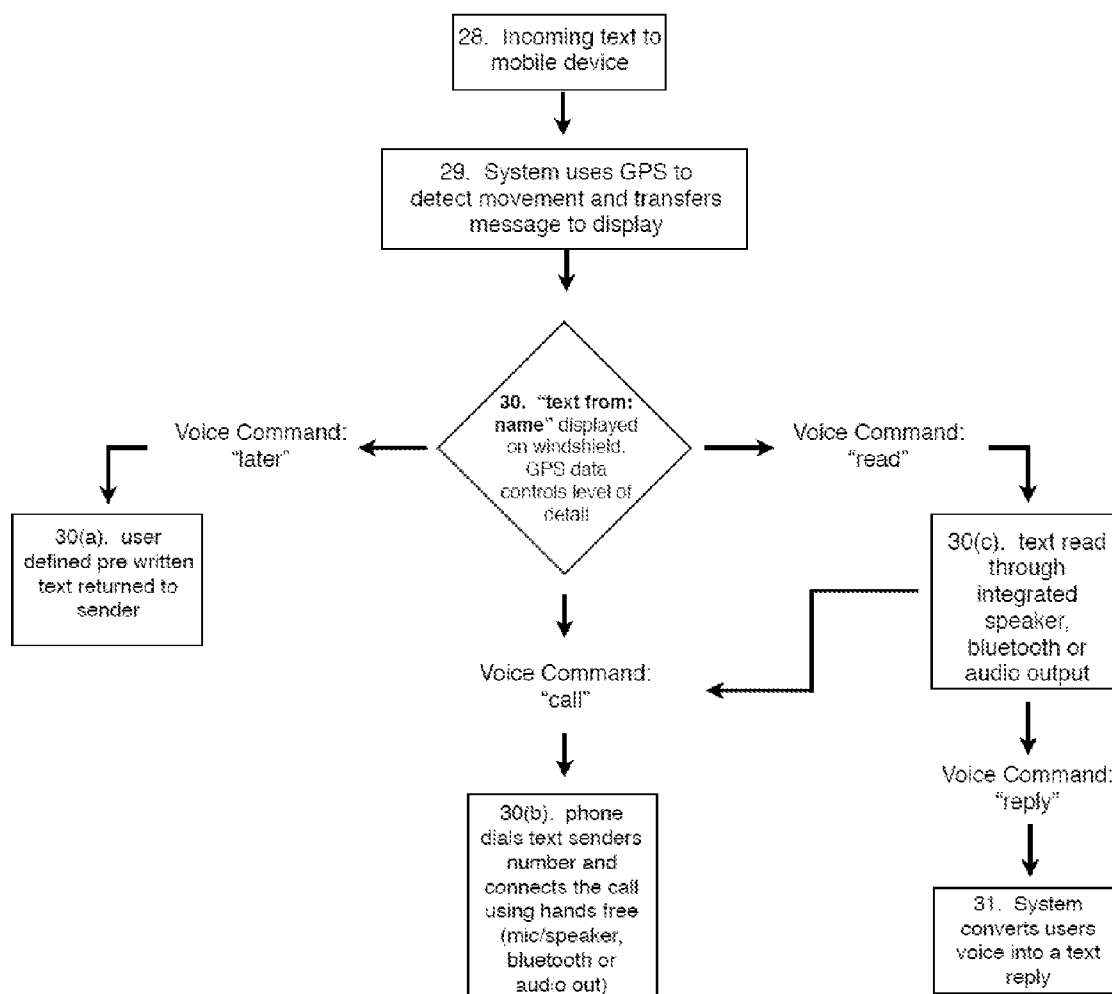 28. Incoming text to
mobile device
29. System uses GPS to
detect movement and transfers
message to display
30. “text from:
name” displayed
on windshield.
GPS data
controls level of
detail
Voice Command:
“later”
Voice Command:
“read”
30(a). user
defined pre written
text returned to
sender
30(c). text read
through
integrated
speaker,
bluetooth or
audio output
Voice Command:
“call”
Voice Command:
“reply”
30(b). phone
dials text senders
number and
connects the call
using hands free
(mic/speaker,
bluetooth or
audio out)
31. System
converts users
voice into a text
reply